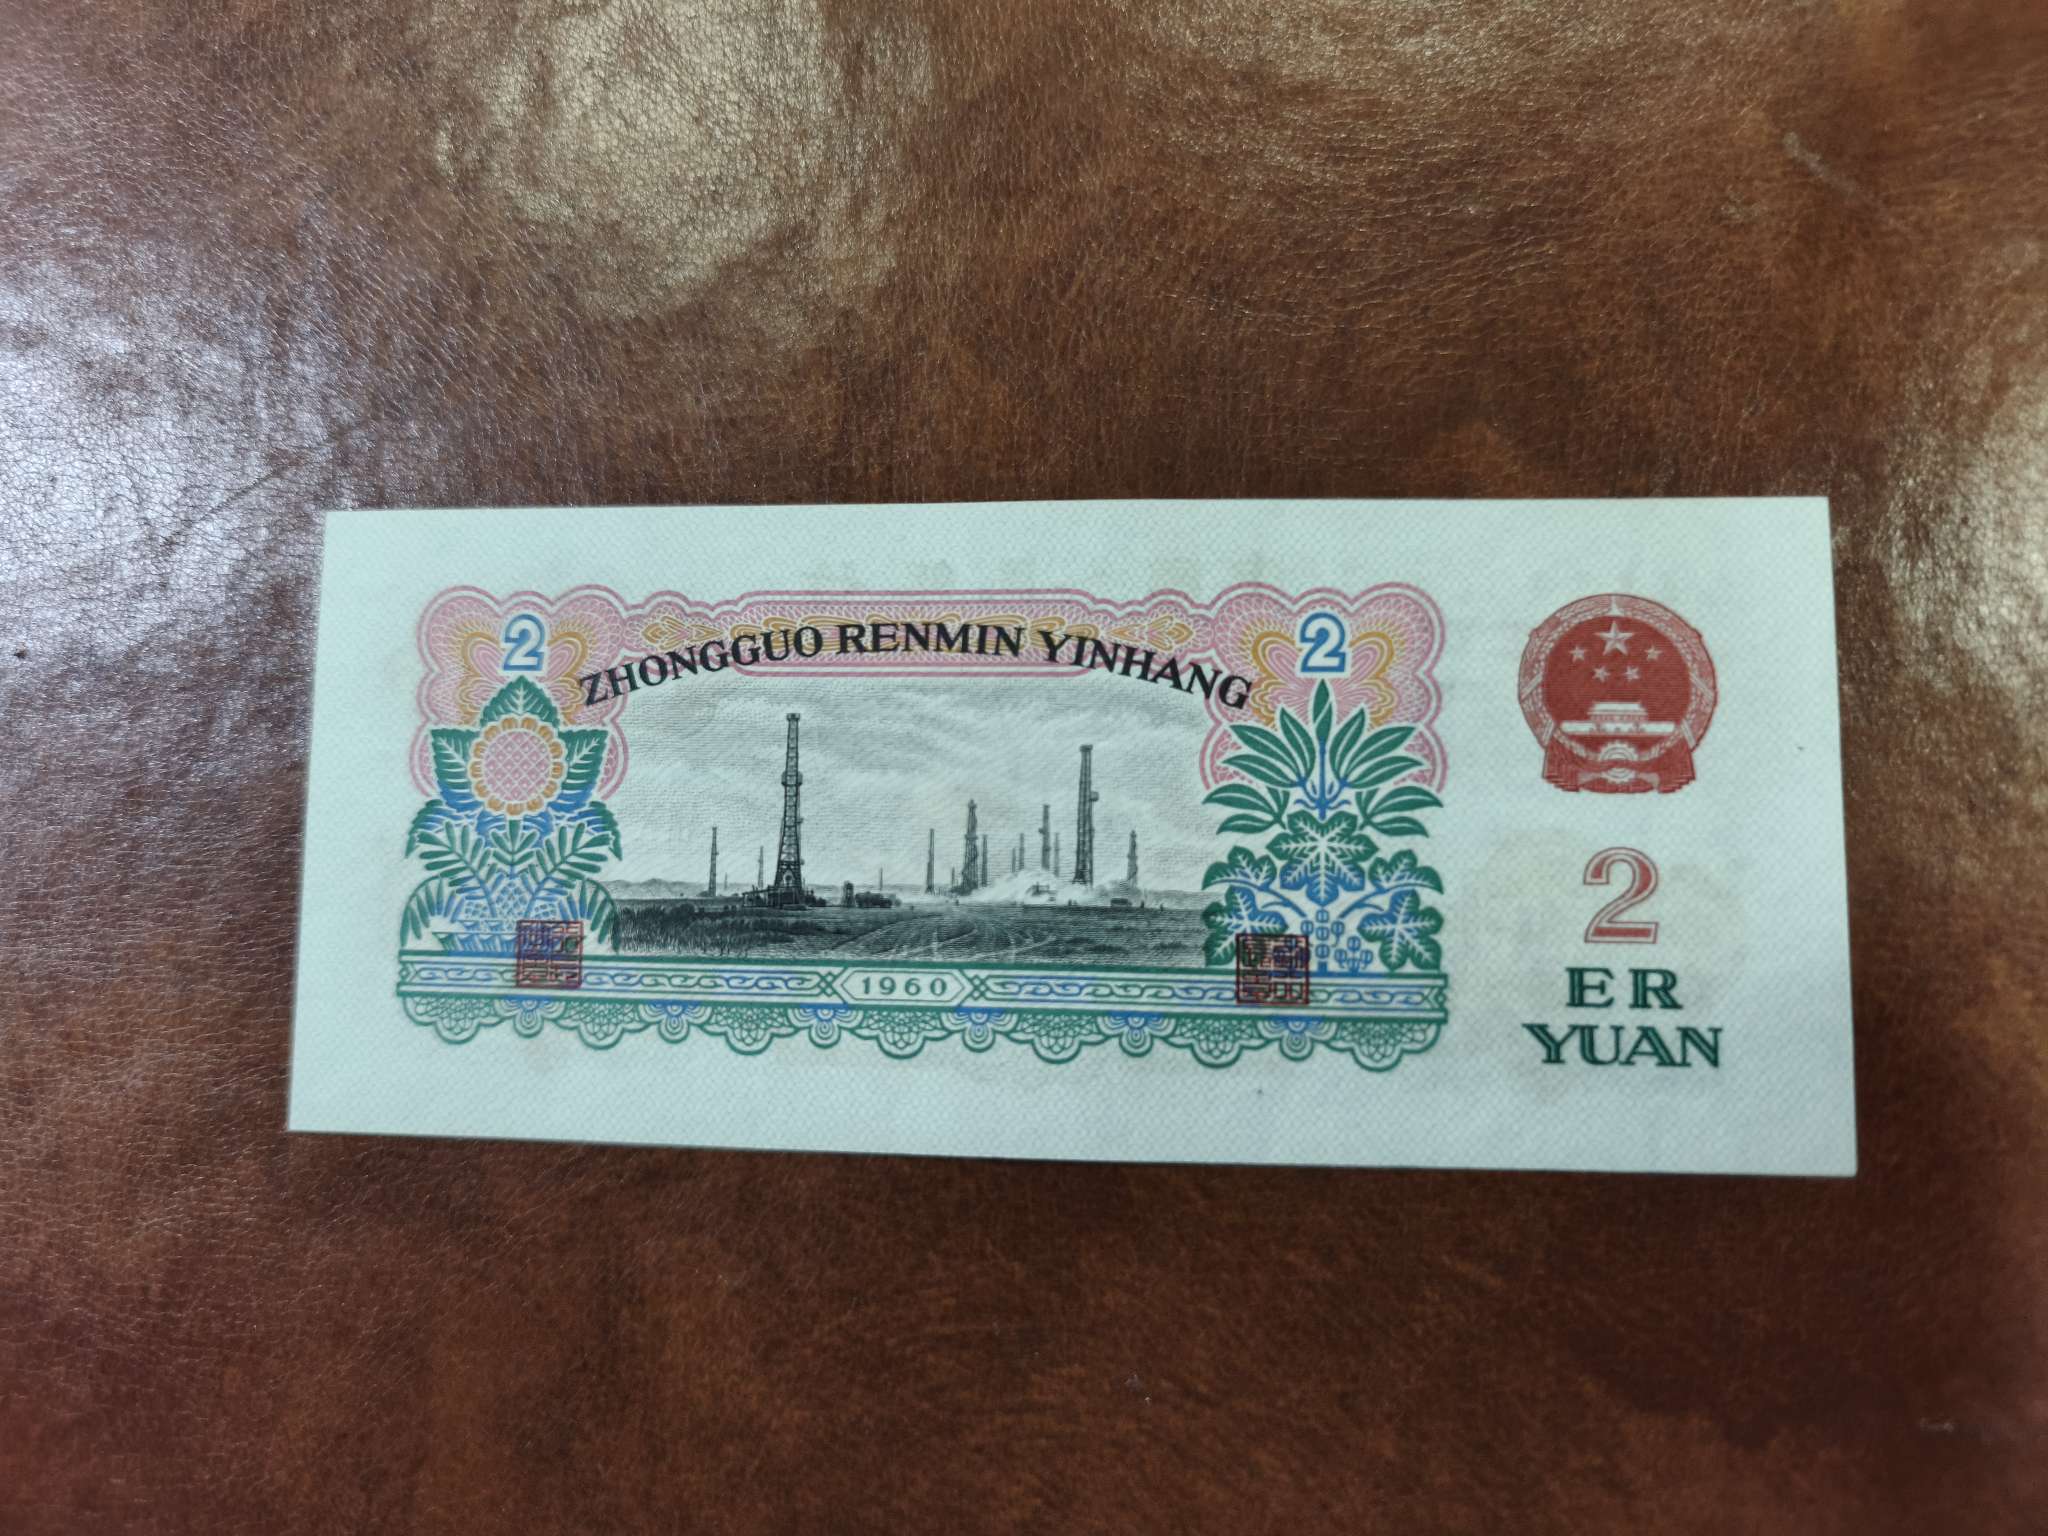 2
2
ZHONGGUO RENMIN YINHANG
1960
2
ER
YUAN